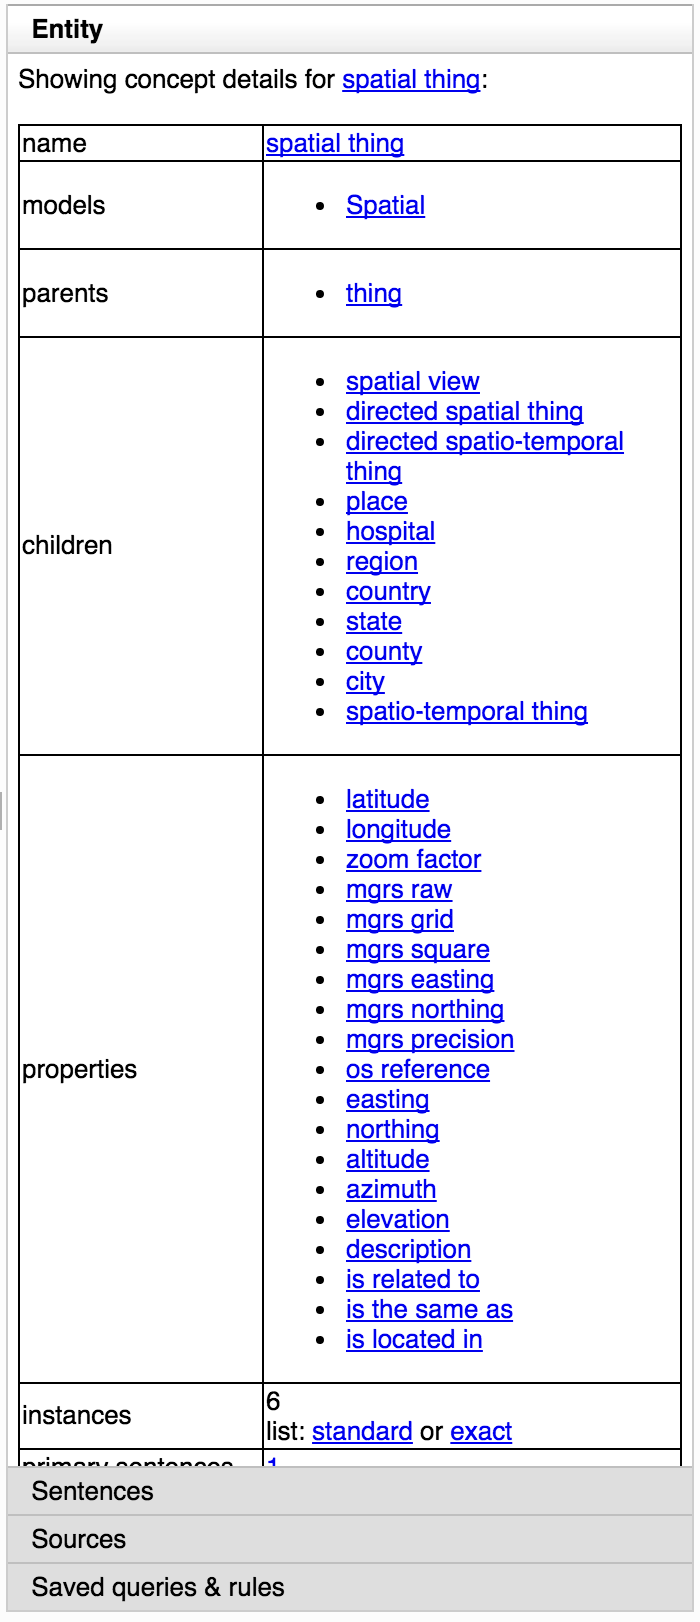 Entity
Showing concept details for spatial thing:
name
spatial thing
models
• Spatial
parents
• thing
children
• spatial view
• directed spatial thing
• directed spatio-temporal
thing
• place
• hospital
• region
• country
• state
• county
• city
• spatio-temporal thing
properties
• latitude
• longitude
• zoom factor
• mgrs raw
• mgrs grid
• mgrs square
• mgrs easting
• mgrs northing
• mgrs precision
• os reference
• easting
• northing
• altitude
• azimuth
• elevation
• description
• is related to
• is the same as
• is located in
instances
6
list: standard or exact
primary sentences
1
Sentences
Sources
Saved queries & rules